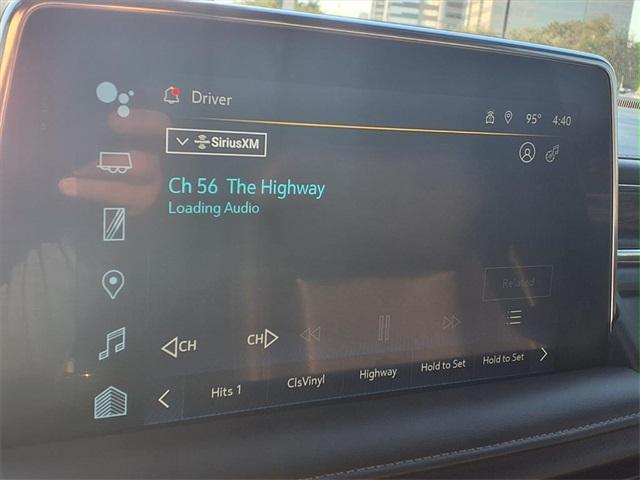 Driver
95° 4:40
SiriusXM
Ch 56 The Highway
Loading Audio
Related
CH CH
Hits 1 ClsVinyl Highway Hold to Set Hold to Set